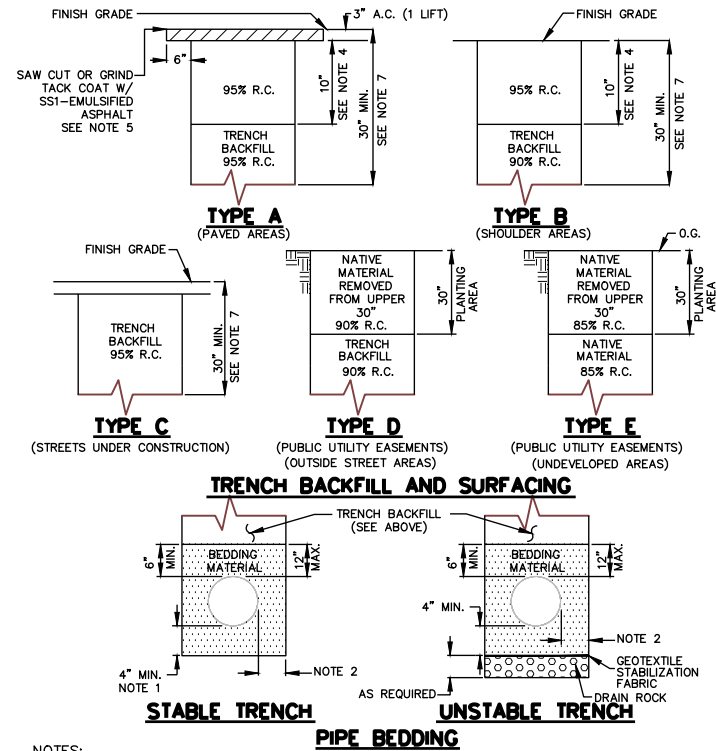 FINISH GRADE
3" A.C. (1 LIFT)
6"
SAW CUT OR GRIND
TACK COAT W/
SS1-EMULSIFIED
ASPHALT
SEE NOTE 5
95% R.C.
TRENCH
BACKFILL
95% R.C.
10"
SEE NOTE 4
30" MIN.
SEE NOTE 7
TYPE A
(PAVED AREAS)
FINISH GRADE
95% R.C.
TRENCH
BACKFILL
90% R.C.
10"
SEE NOTE 4
30" MIN.
SEE NOTE 7
TYPE B
(SHOULDER AREAS)
FINISH GRADE
TRENCH
BACKFILL
95% R.C.
30" MIN.
SEE NOTE 7
TYPE C
(STREETS UNDER CONSTRUCTION)
NATIVE
MATERIAL
REMOVED
FROM UPPER
30"
90% R.C.
TRENCH
BACKFILL
90% R.C.
30"
PLANTING
AREA
TYPE D
(PUBLIC UTILITY EASEMENTS)
(OUTSIDE STREET AREAS)
O.G.
NATIVE
MATERIAL
REMOVED
FROM UPPER
30"
85% R.C.
NATIVE
MATERIAL
85% R.C.
30"
PLANTING
AREA
TYPE E
(PUBLIC UTILITY EASEMENTS)
(UNDEVELOPED AREAS)
TRENCH BACKFILL AND SURFACING
TRENCH BACKFILL
(SEE ABOVE)
6"
MIN.
BEDDING
MATERIAL
12"
MAX.
4" MIN.
NOTE 1
NOTE 2
STABLE TRENCH
6"
MIN.
BEDDING
MATERIAL
12"
MAX.
4" MIN.
NOTE 2
GEOTEXTILE
STABILIZATION
FABRIC
DRAIN ROCK
AS REQUIRED
UNSTABLE TRENCH
PIPE BEDDING
NOTES: